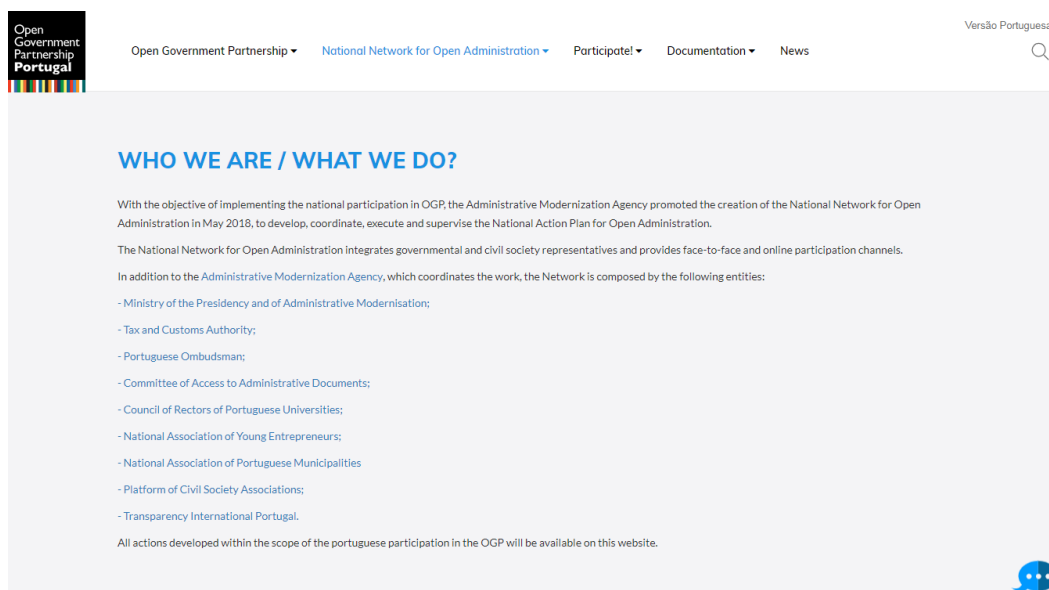 Open
Government
Partnership
Portugal
Versão Portuguesa
Open Government Partnership
National Network for Open Administration
Participate!
Documentation
News
WHO WE ARE / WHAT WE DO?
With the objective of implementing the national participation in OGP, the Administrative Modernization Agency promoted the creation of the National Network for Open
Administration in May 2018, to develop, coordinate, execute and supervise the National Action Plan for Open Administration.
The National Network for Open Administration integrates governmental and civil society representatives and provides face-to-face and online participation channels.
In addition to the Administrative Modernization Agency, which coordinates the work, the Network is composed by the following entities:
- Ministry of the Presidency and of Administrative Modernisation;
- Tax and Customs Authority;
- Portuguese Ombudsman;
- Committee of Access to Administrative Documents;
- Council of Rectors of Portuguese Universities;
- National Association of Young Entrepreneurs;
- National Association of Portuguese Municipalities
- Platform of Civil Society Associations;
- Transparency International Portugal.
All actions developed within the scope of the portuguese participation in the OGP will be available on this website.